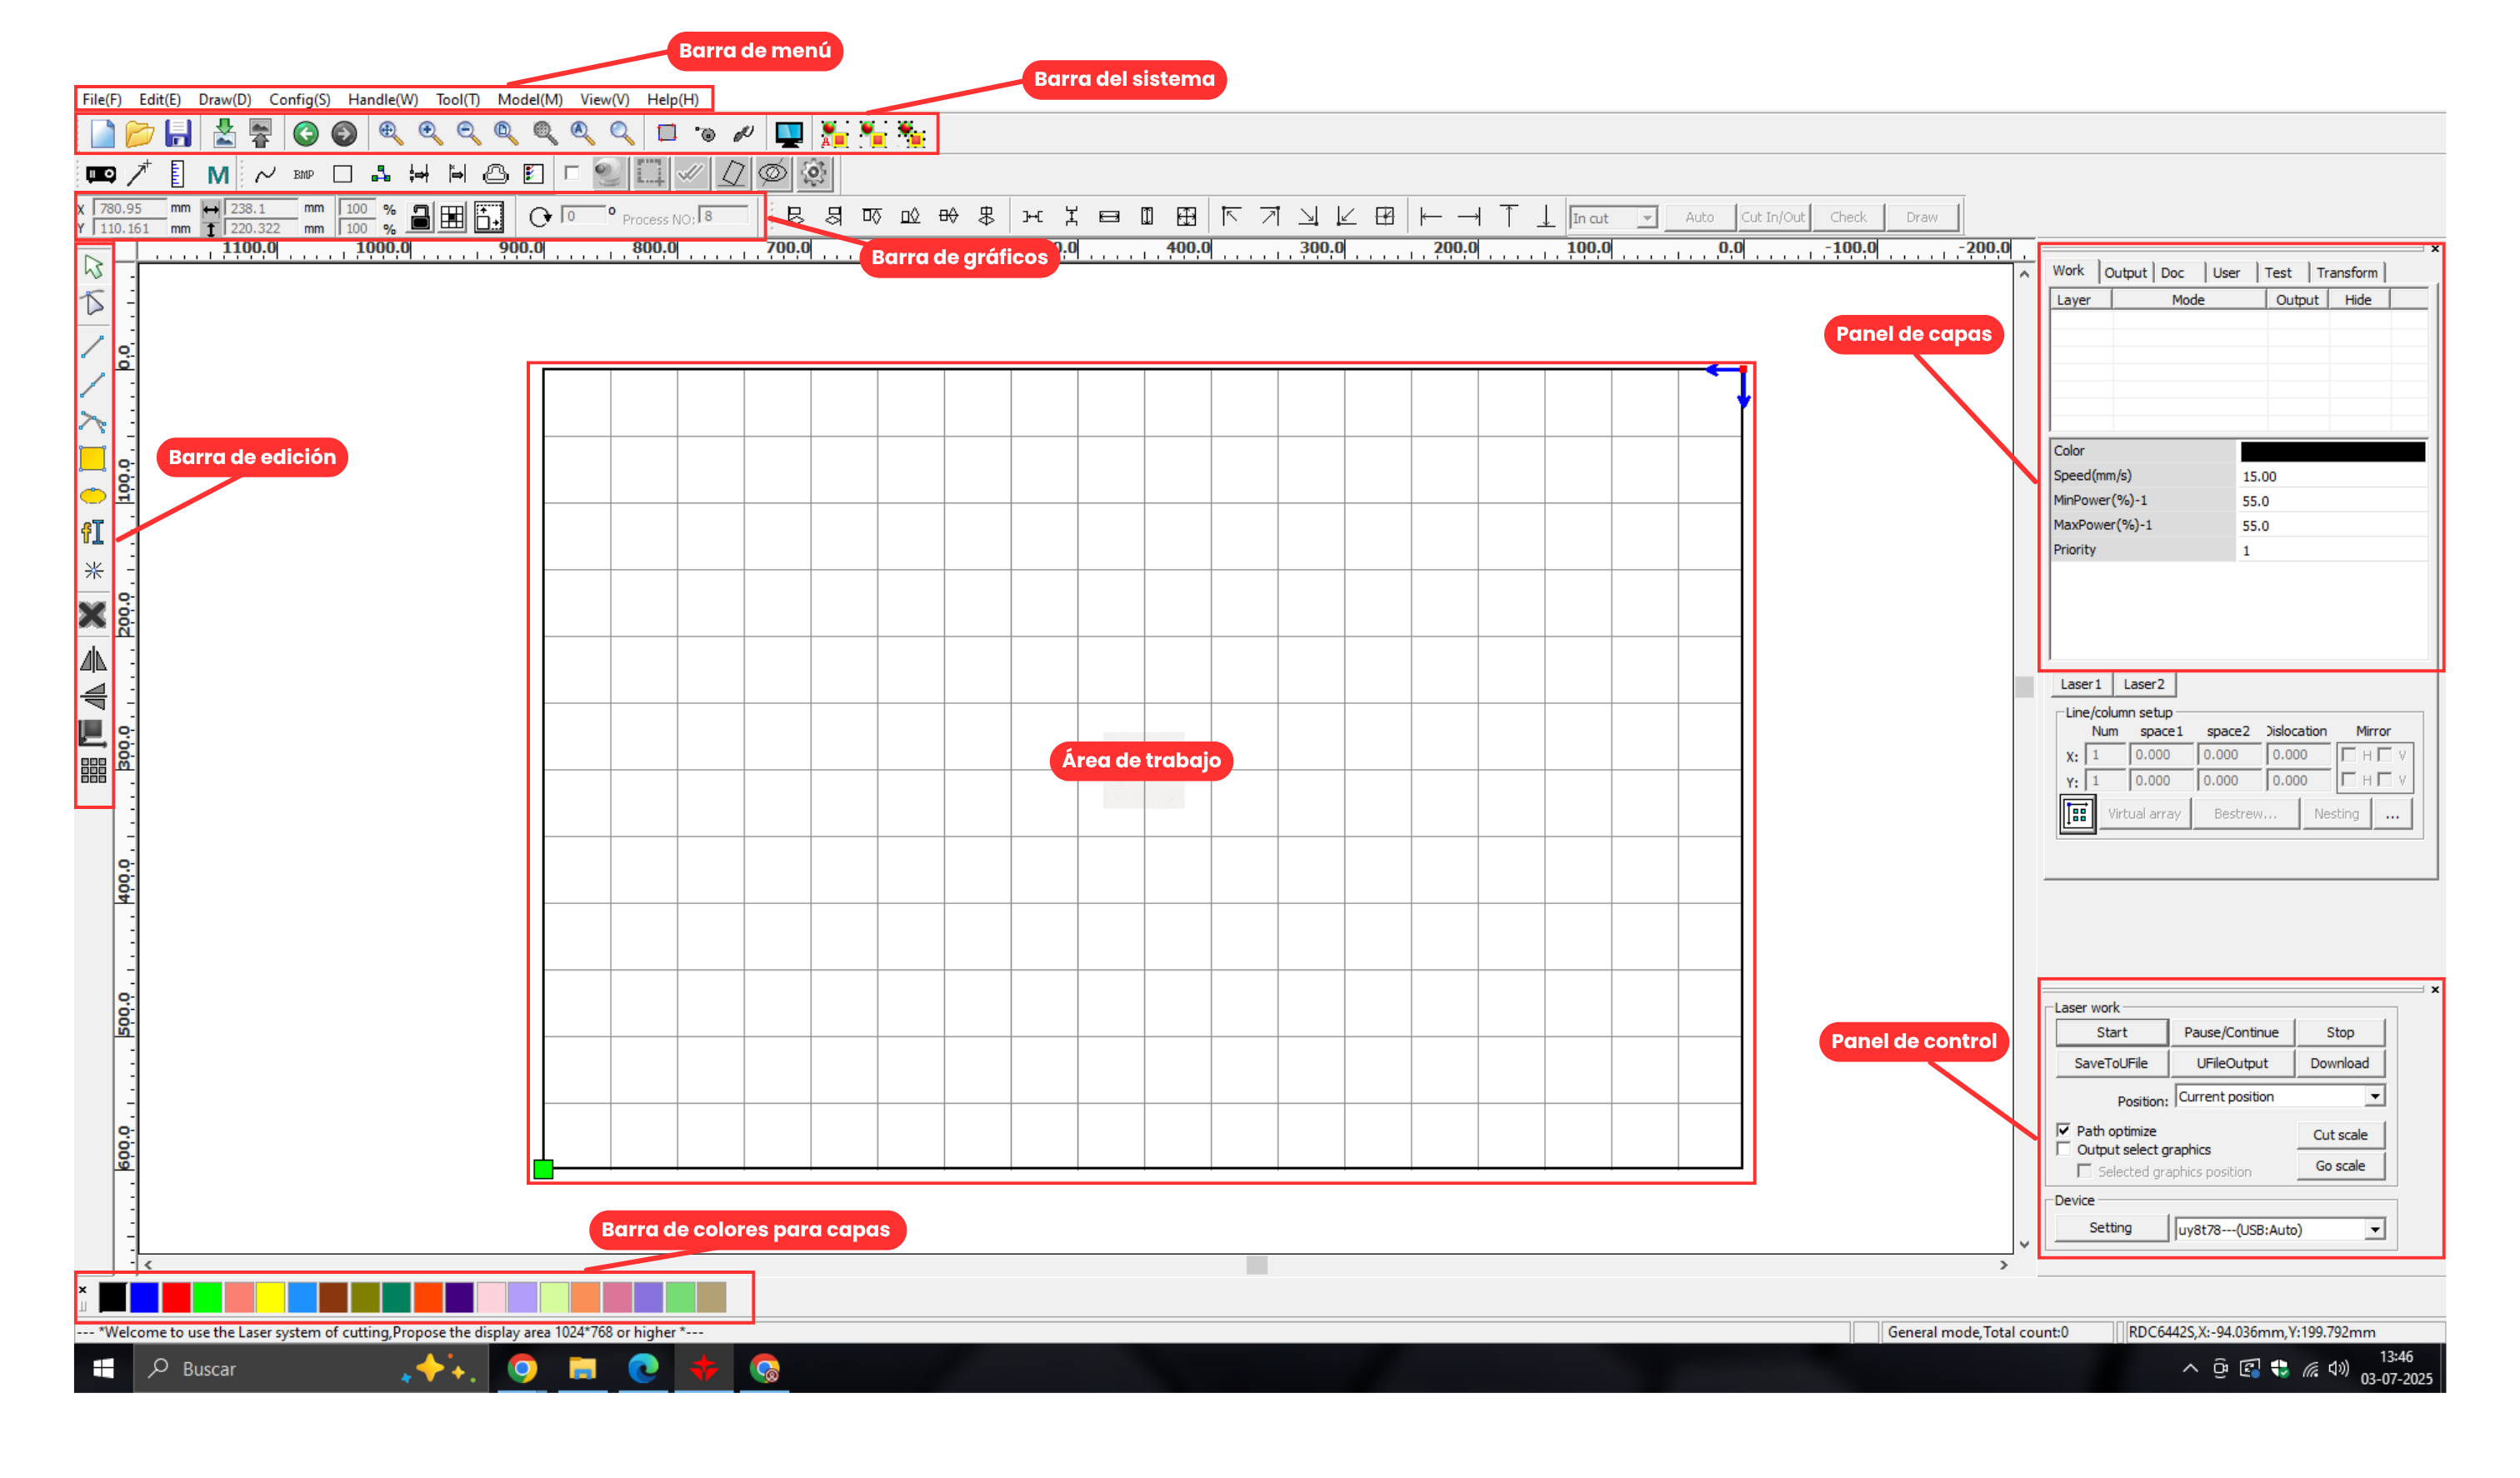 Barra de menú
Barra del sistema
File(F) Edit(E) Draw(D) Config(S) Handle(W) Tool(T) Model(M) View(V) Help(H)
M BMP
X 780.95 mm 238.1 mm 100 %
Y 110.161 mm 220.322 mm 100 %
0 ° Process NO: 8
In cut Auto Cut In/Out Check Draw
1100.0 1000.0 900.0 800.0 700.0 400.0 300.0 200.0 100.0 0.0 -100.0 -200.0
Barra de gráficos
Work Output Doc User Test Transform
Layer Mode Output Hide
Panel de capas
0.0
100.0
200.0
300.0
400.0
500.0
600.0
Barra de edición
Color
Speed(mm/s) 15.00
MinPower(%)-1 55.0
MaxPower(%)-1 55.0
Priority 1
Laser1 Laser2
Line/column setup
Num space1 space2 Dislocation Mirror
X: 1 0.000 0.000 0.000 H V
Y: 1 0.000 0.000 0.000 H V
Virtual array Bestrew... Nesting ...
Área de trabajo
Panel de control
Laser work
Start Pause/Continue Stop
SaveToUFile UFileOutput Download
Position: Current position
Path optimize
Cut scale
Output select graphics
Selected graphics position
Go scale
Device
Setting uy8t78---(USB:Auto)
Barra de colores para capas
--- *Welcome to use the Laser system of cutting,Propose the display area 1024*768 or higher *---
General mode,Total count:0
RDC6442S,X:-94.036mm,Y:199.792mm
Buscar
13:46
03-07-2025